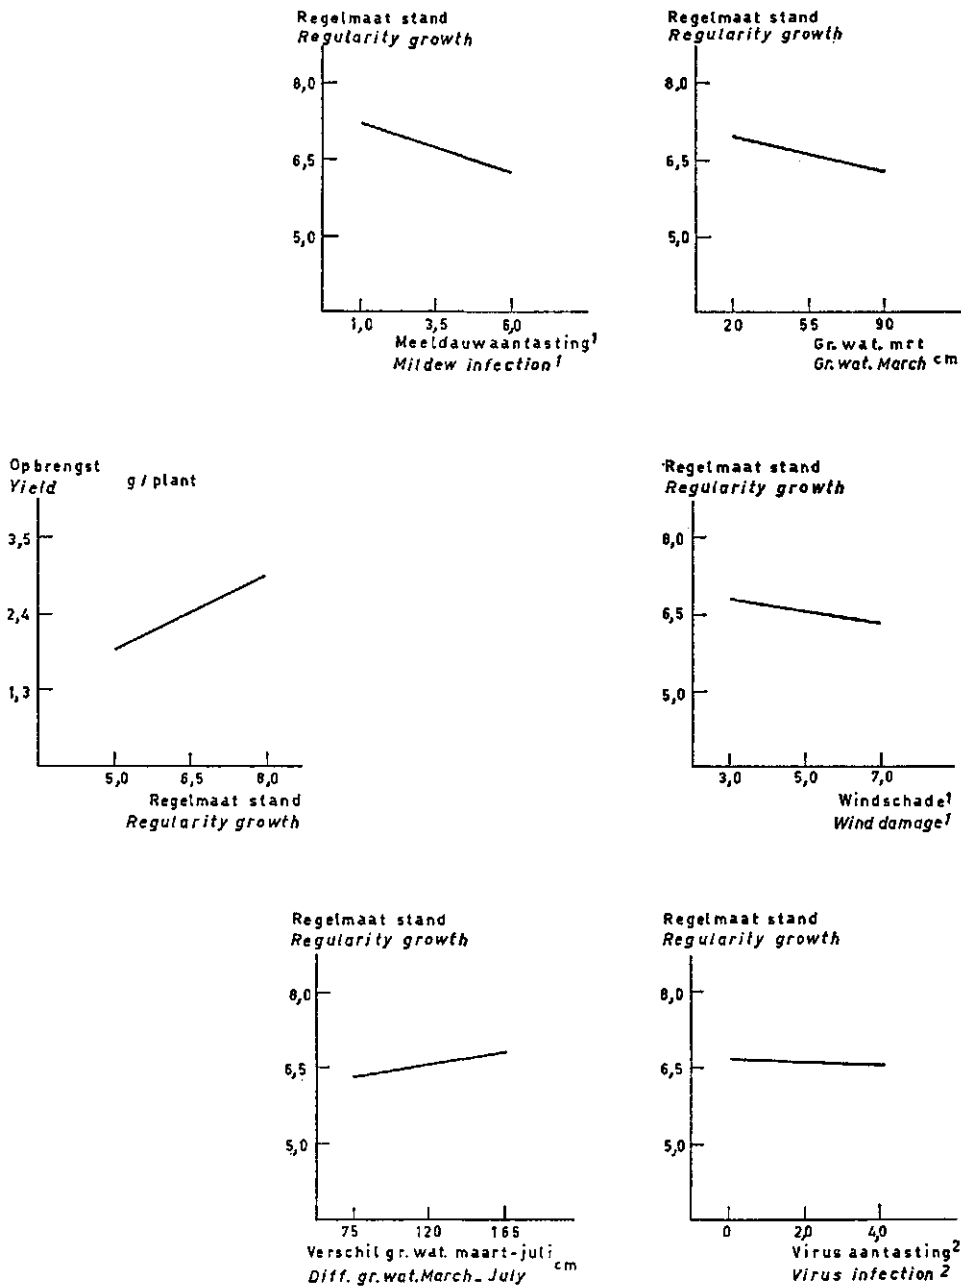 Regelmaat stand
Regularity growth
8,0
6,5
5,0
1,0 3,5 6,0
Meeldauwaantasting¹
Mildew infection¹
Regelmaat stand
Regularity growth
8,0
6,5
5,0
20 55 90
Gr. wat. mrt
Gr. wat. March cm
Opbrengst
Yield g / plant
3,5
2,4
1,3
5,0 6,5 8,0
Regelmaat stand
Regularity growth
Regelmaat stand
Regularity growth
8,0
6,5
5,0
3,0 5,0 7,0
Windschade¹
Wind damage¹
Regelmaat stand
Regularity growth
8,0
6,5
5,0
75 120 165
Verschil gr. wat. maart-juli cm
Diff. gr. wat. March_ July
Regelmaat stand
Regularity growth
8,0
6,5
5,0
0 2,0 4,0
Virus aantasting²
Virus infection²